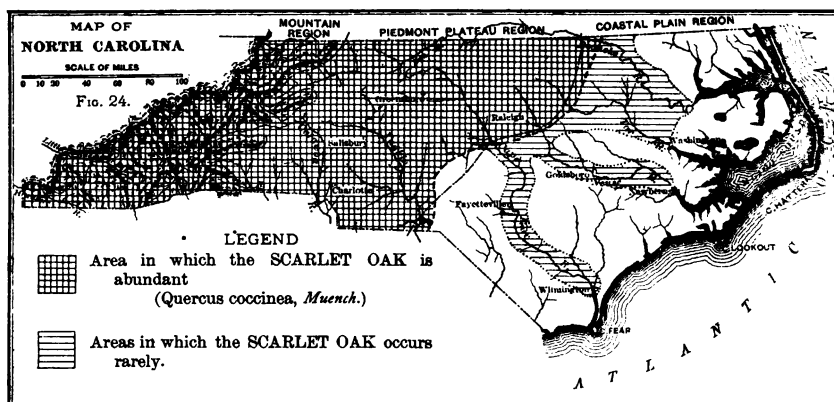 MAP OF
NORTH CAROLINA
SCALE OF MILES
0 10 20 40 60 80 100
FIG. 24.
MOUNTAIN
REGION
PIEDMONT PLATEAU REGION
COASTAL PLAIN REGION
Raleigh
Washington
Salisbury
Goldsboro
Charlotte
Fayetteville
Wilmington
C. HATTERAS
LOOKOUT
C. FEAR
ATLANTIC
LEGEND
Area in which the SCARLET OAK is
abundant
(Quercus coccinea, Muench.)
Areas in which the SCARLET OAK occurs
rarely.